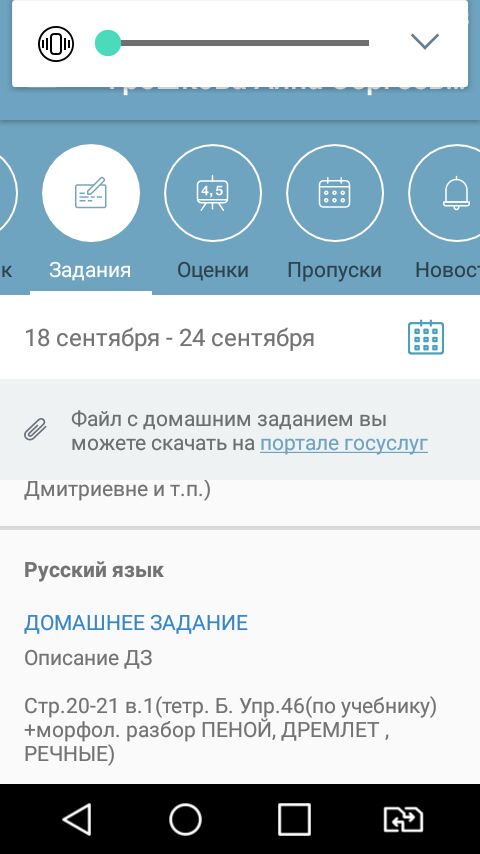 4,5
к
Задания
Оценки
Пропуски
Новост
18 сентября - 24 сентября
Файл с домашним заданием вы
можете скачать на портале госуслуг
Дмитриевне и т.п.)
Русский язык
ДОМАШНЕЕ ЗАДАНИЕ
Описание ДЗ
Стр.20-21 в.1(тетр. Б. Упр.46(по учебнику)
+морфол. разбор ПЕНОЙ, ДРЕМЛЕТ ,
РЕЧНЫЕ)